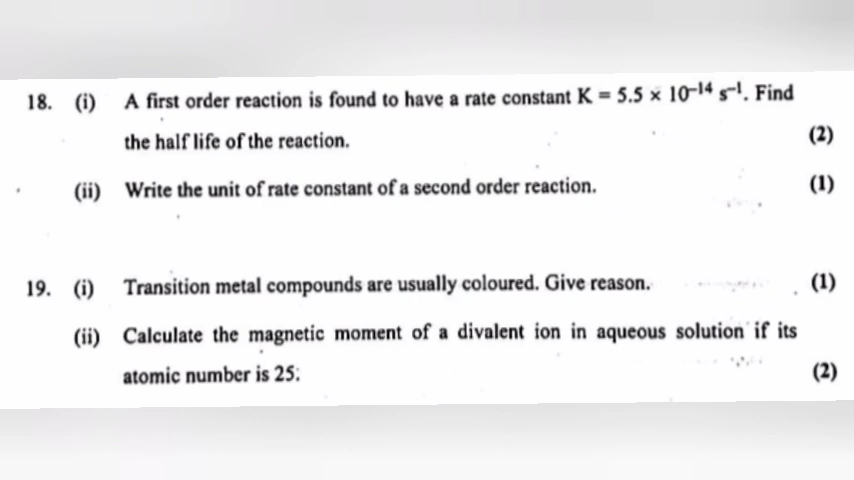 18. (i) A first order reaction is found to have a rate constant K = 5.5 × 10⁻¹⁴ s⁻¹. Find
the half life of the reaction. (2)
(ii) Write the unit of rate constant of a second order reaction. (1)
19. (i) Transition metal compounds are usually coloured. Give reason. (1)
(ii) Calculate the magnetic moment of a divalent ion in aqueous solution if its
atomic number is 25. (2)